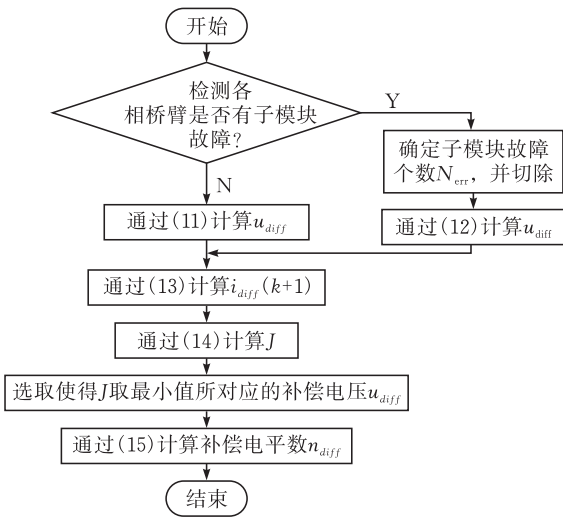 开始
检测各
相桥臂是否有子模块
故障？
Y
确定子模块故障
个数Nerr，并切除
N
通过(11)计算udiff
通过(12)计算udiff
通过(13)计算idiff(k+1)
通过(14)计算J
选取使得J取最小值所对应的补偿电压udiff
通过(15)计算补偿电平数ndiff
结束